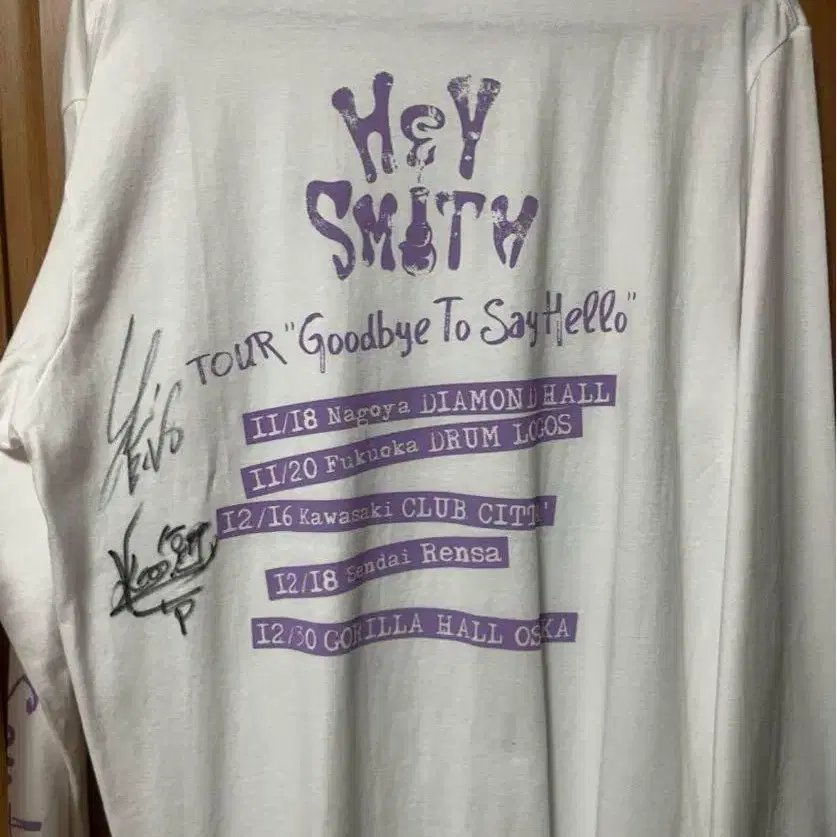 HEY
SMITH
TOUR "Goodbye To Say Hello"
11/18 Nagoya DIAMOND HALL
11/20 Fukuoka DRUM LOGOS
12/16 Kawasaki CLUB CITTA'
12/18 Sendai Rensa
12/30 GORILLA HALL OSAKA